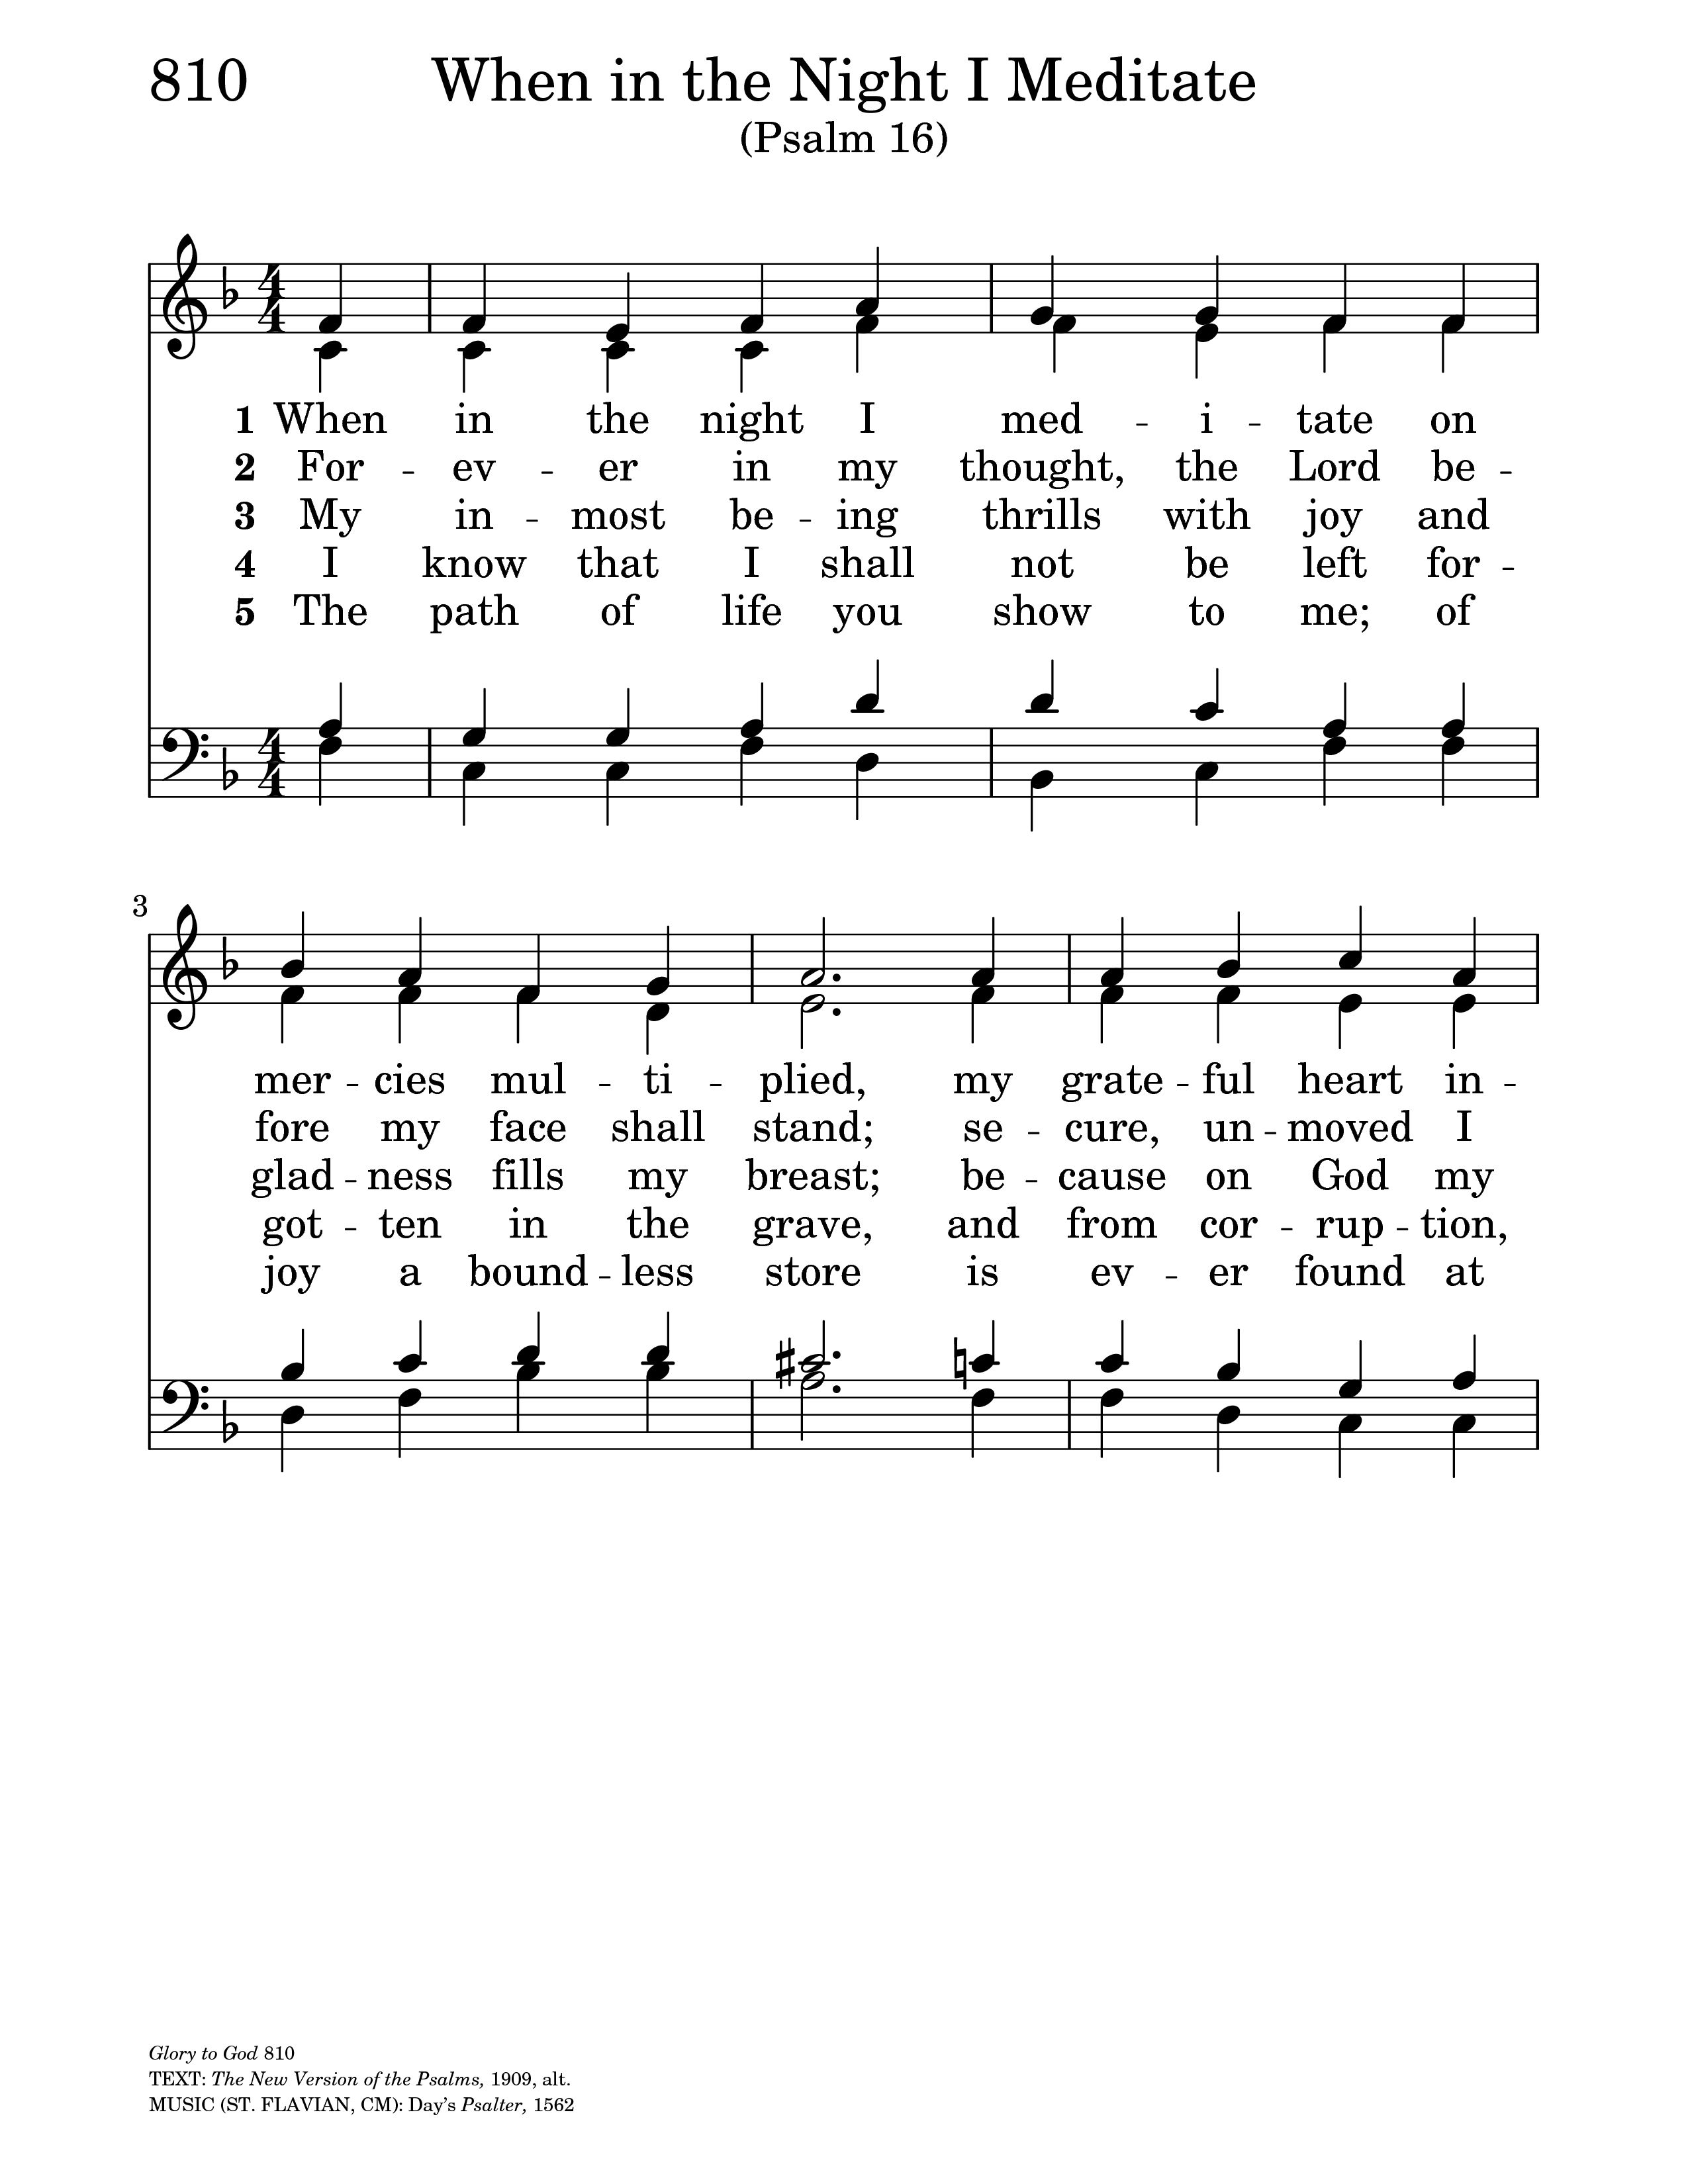 810 When in the Night I Meditate
(Psalm 16)
4
4
1 When in the night I med - i - tate on
2 For - ev - er in my thought, the Lord be -
3 My in - most be - ing thrills with joy and
4 I know that I shall not be left for -
5 The path of life you show to me; of
4
4
3
mer - cies mul - ti - plied, my grate - ful heart in -
fore my face shall stand; se - cure, un - moved I
glad - ness fills my breast; be - cause on God my
got - ten in the grave, and from cor - rup - tion,
joy a bound - less store is ev - er found at
Glory to God 810
TEXT: The New Version of the Psalms, 1909, alt.
MUSIC (ST. FLAVIAN, CM): Day’s Psalter, 1562